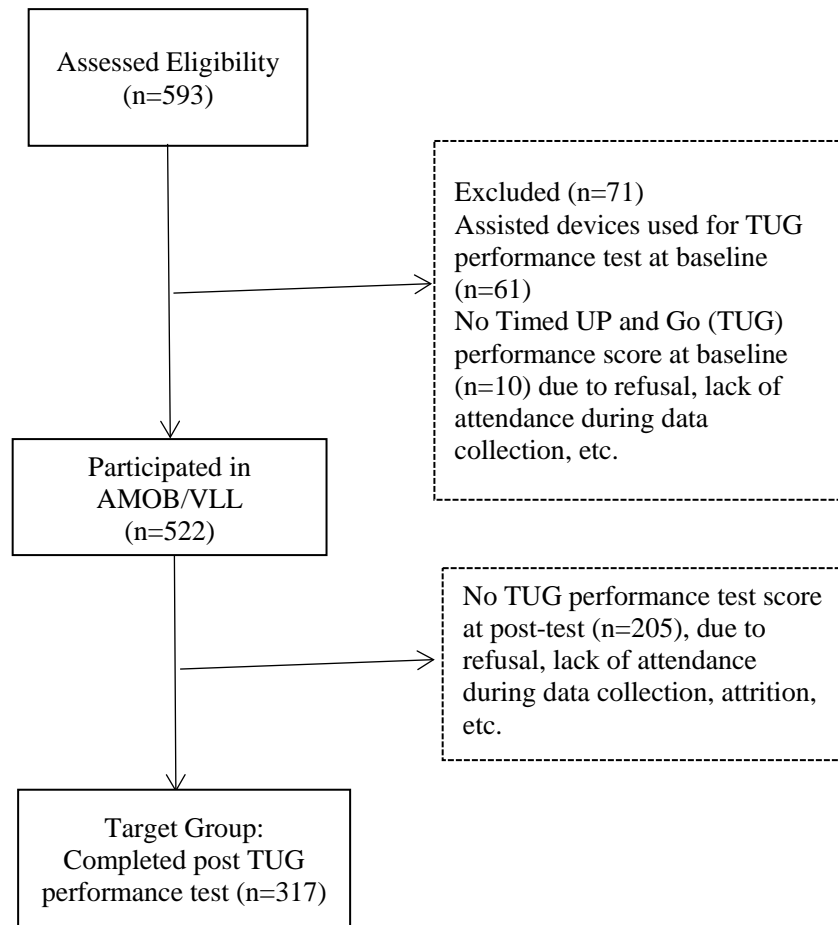 Assessed Eligibility
(n=593)
Excluded (n=71)
Assisted devices used for TUG
performance test at baseline
(n=61)
No Timed UP and Go (TUG)
performance score at baseline
(n=10) due to refusal, lack of
attendance during data
collection, etc.
Participated in
AMOB/VLL
(n=522)
No TUG performance test score
at post-test (n=205), due to
refusal, lack of attendance
during data collection, attrition,
etc.
Target Group:
Completed post TUG
performance test (n=317)